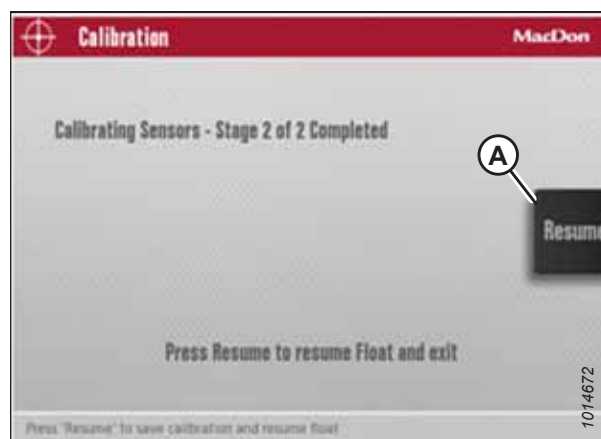 Calibration
MacDon
Calibrating Sensors - Stage 2 of 2 Completed
A
Resume
Press Resume to resume Float and exit
Press 'Resume' to save calibration and resume float
1014672